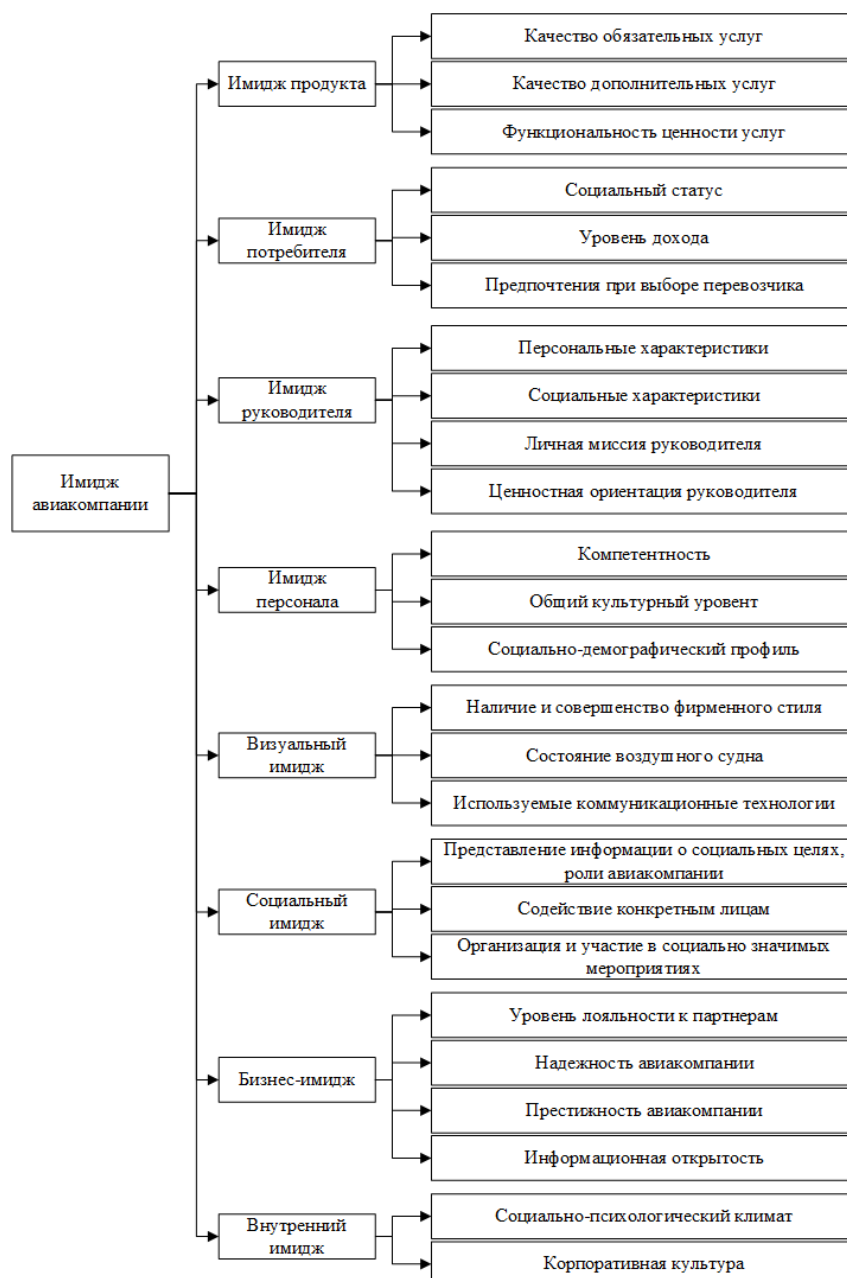 Имидж
авиакомпании
Имидж продукта
Качество обязательных услуг
Качество дополнительных услуг
Функциональность ценности услуг
Имидж
потребителя
Социальный статус
Уровень дохода
Предпочтения при выборе перевозчика
Имидж
руководителя
Персональные характеристики
Социальные характеристики
Личная миссия руководителя
Ценностная ориентация руководителя
Имидж
персонала
Компетентность
Общий культурный уровент
Социально-демографический профиль
Визуальный
имидж
Наличие и совершенство фирменного стиля
Состояние воздушного судна
Используемые коммуникационные технологии
Социальный
имидж
Представление информации о социальных целях,
роли авиакомпании
Содействие конкретным лицам
Организация и участие в социально значимых
мероприятиях
Бизнес-имидж
Уровень лояльности к партнерам
Надежность авиакомпании
Престижность авиакомпании
Информационная открытость
Внутренний
имидж
Социально-психологический климат
Корпоративная культура